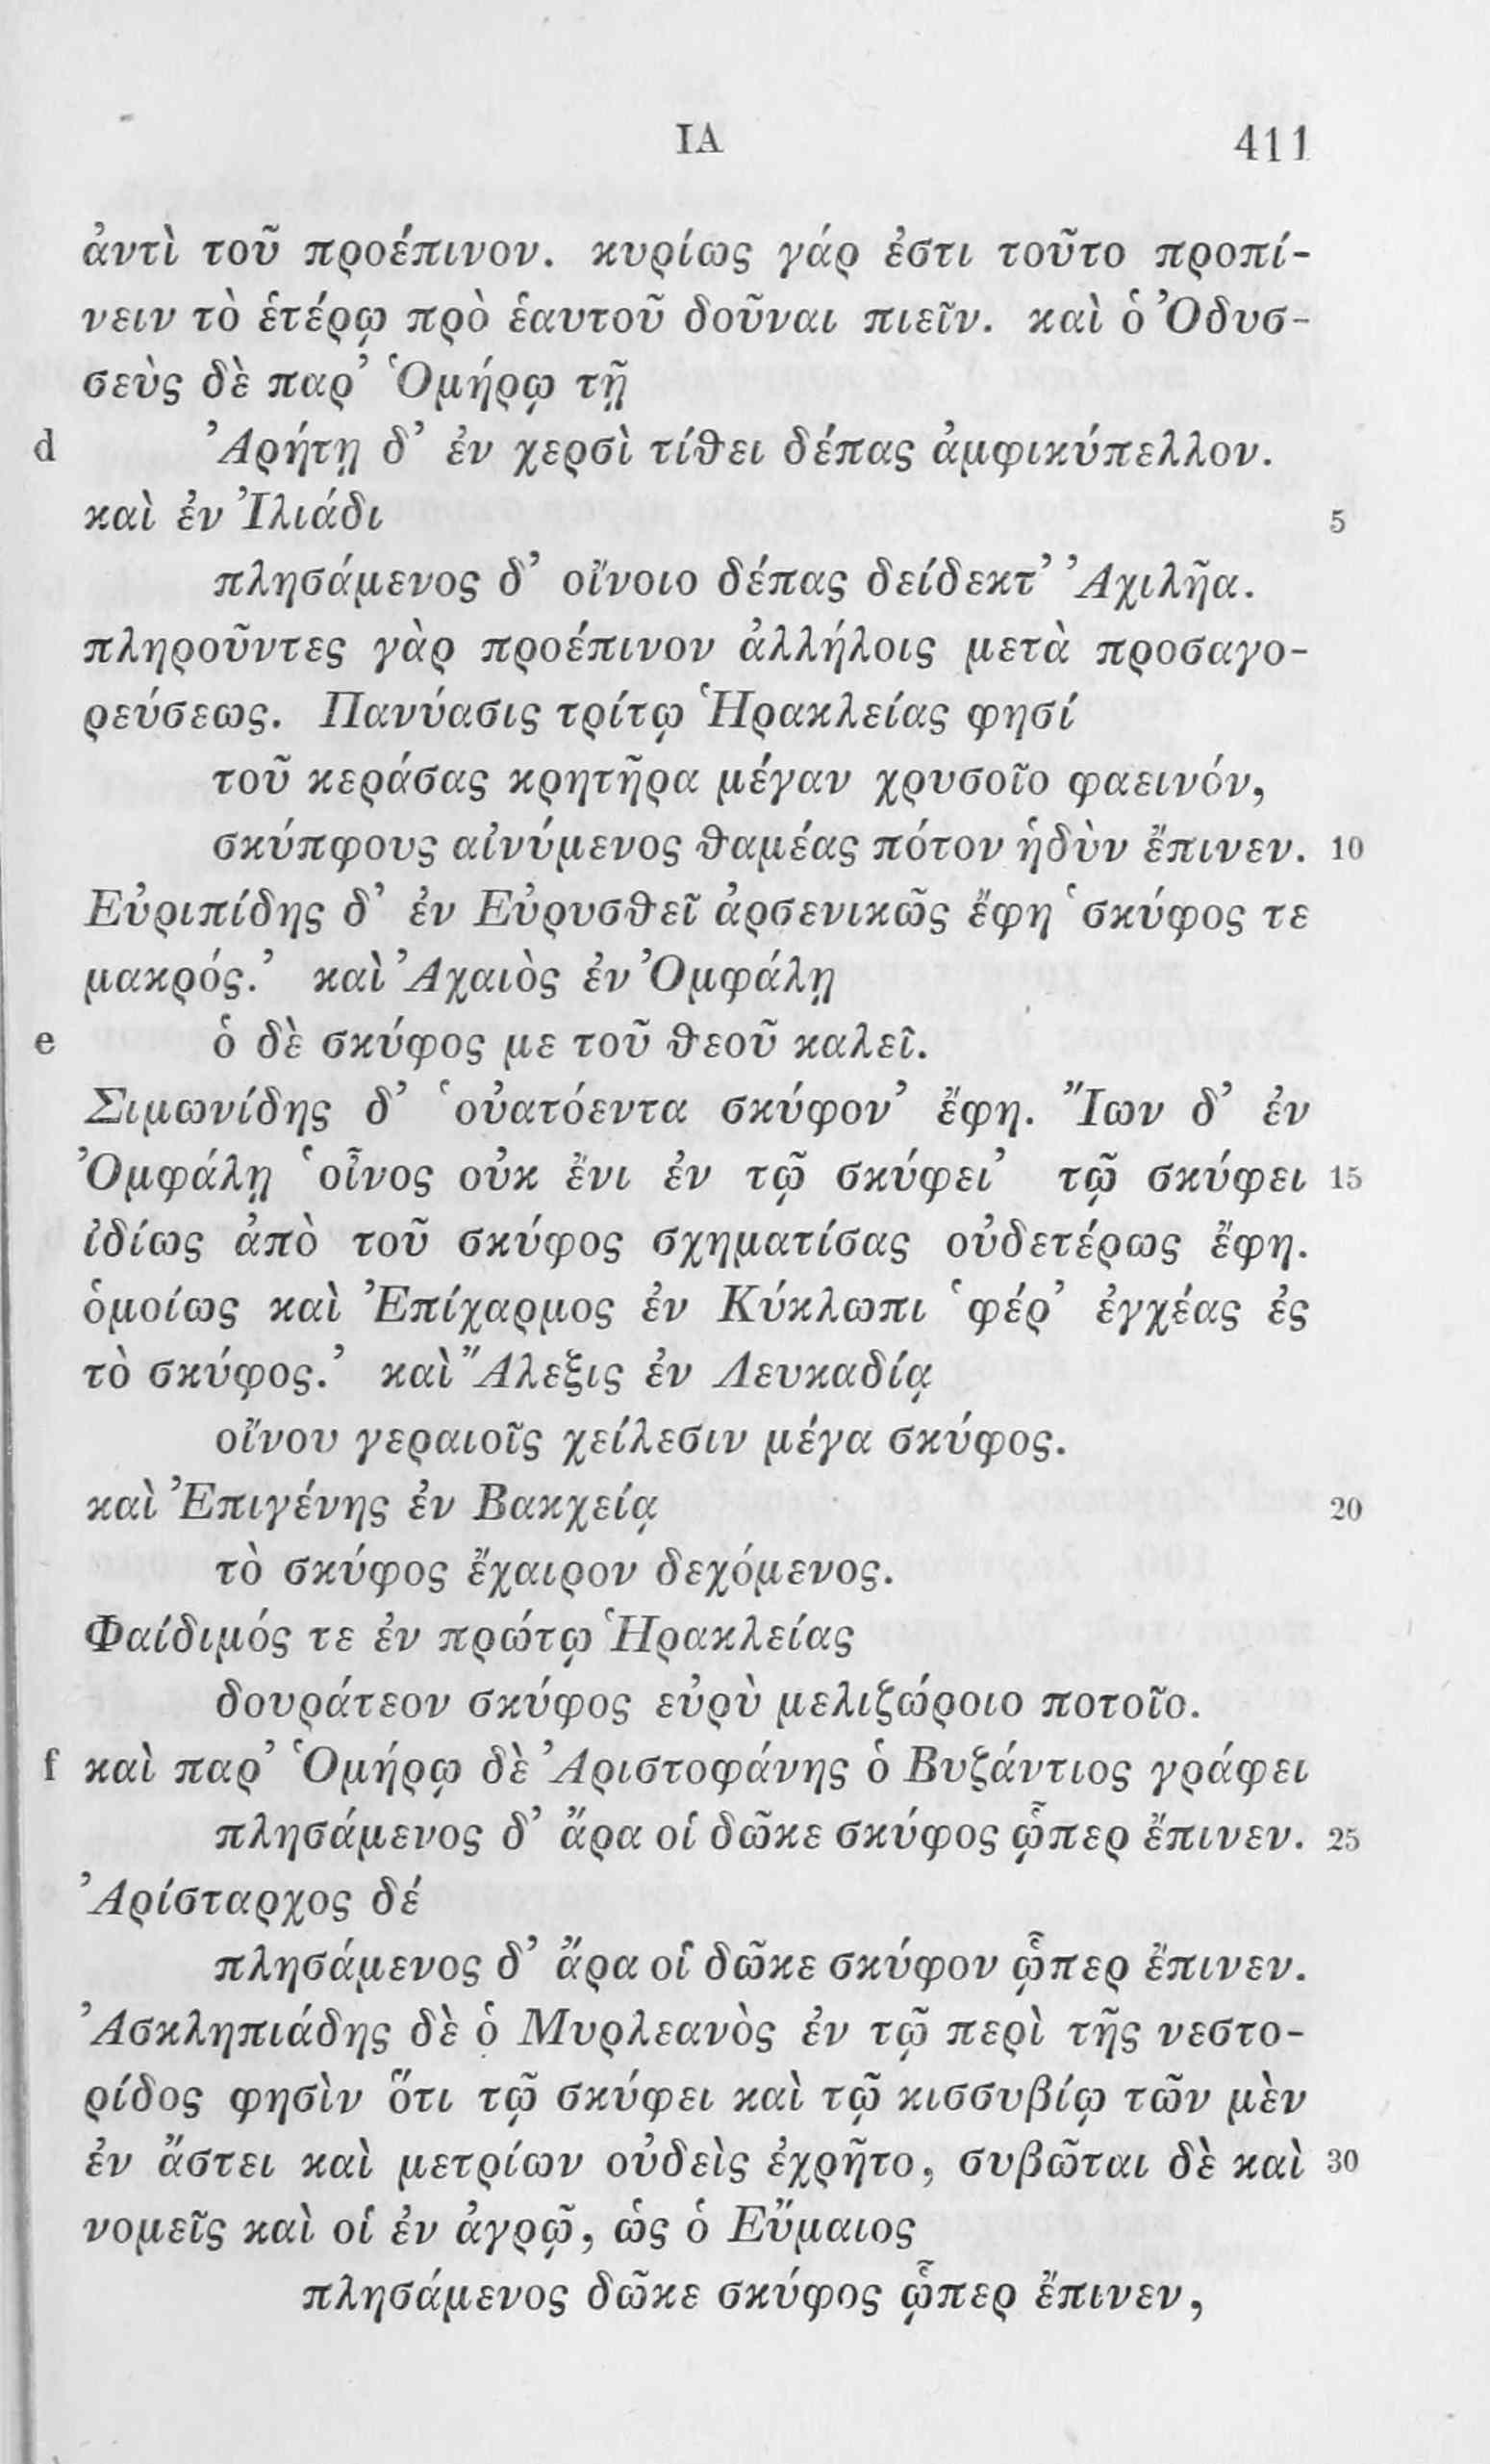 ΙΑ 411
ἀντὶ τοῦ προέπινον. κυρίως γάρ ἐστι τοῦτο προπί-
νειν τὸ ἑτέρῳ πρὸ ἑαυτοῦ δοῦναι πιεῖν. καὶ ὁ Ὀδυσ-
σεὺς δὲ παρ’ Ὁμήρῳ τῇ
d Ἀρήτῃ δ’ ἐν χερσὶ τίθει δέπας ἀμφικύπελλον.
καὶ ἐν Ἰλιάδι 5
πλησάμενος δ’ οἴνοιο δέπας δείδεκτ’ Ἀχιλῆα.
πληροῦντες γὰρ προέπινον ἀλλήλοις μετὰ προσαγο-
ρεύσεως. Πανύασις τρίτῳ Ἡρακλείας φησί
τοῦ κεράσας κρητῆρα μέγαν χρυσοῖο φαεινόν,
σκύπφους αἰνύμενος θαμέας πότον ἡδὺν ἔπινεν. 10
Εὐριπίδης δ’ ἐν Εὐρυσθεῖ ἀρσενικῶς ἔφη ‘σκύφος τε
μακρός.’ καὶ Ἀχαιὸς ἐν Ὀμφάλῃ
e ὁ δὲ σκύφος με τοῦ θεοῦ καλεῖ.
Σιμωνίδης δ’ ‘οὐατόεντα σκύφον’ ἔφη. Ἴων δ’ ἐν
Ὀμφάλῃ ‘οἶνος οὐκ ἔνι ἐν τῷ σκύφει’ τῷ σκύφει 15
ἰδίως ἀπὸ τοῦ σκύφος σχηματίσας οὐδετέρως ἔφη.
ὁμοίως καὶ Ἐπίχαρμος ἐν Κύκλωπι ‘φέρ’ ἐγχέας ἐς
τὸ σκύφος.’ καὶ Ἄλεξις ἐν Λευκαδίᾳ
οἴνου γεραιοῖς χείλεσιν μέγα σκύφος.
καὶ Ἐπιγένης ἐν Βακχείᾳ 20
τὸ σκύφος ἔχαιρον δεχόμενος.
Φαίδιμός τε ἐν πρώτῳ Ἡρακλείας
δουράτεον σκύφος εὐρὺ μελιζώροιο ποτοῖο.
f καὶ παρ’ Ὁμήρῳ δὲ Ἀριστοφάνης ὁ Βυζάντιος γράφει
πλησάμενος δ’ ἄρα οἱ δῶκε σκύφος ᾧπερ ἔπινεν. 25
Ἀρίσταρχος δέ
πλησάμενος δ’ ἄρα οἱ δῶκε σκύφον ᾧπερ ἔπινεν.
Ἀσκληπιάδης δὲ ὁ Μυρλεανὸς ἐν τῷ περὶ τῆς νεστο-
ρίδος φησὶν ὅτι τῷ σκύφει καὶ τῷ κισσυβίῳ τῶν μὲν
ἐν ἄστει καὶ μετρίων οὐδεὶς ἐχρῆτο, συβῶται δὲ καὶ 30
νομεῖς καὶ οἱ ἐν ἀγρῷ, ὡς ὁ Εὔμαιος
πλησάμενος δῶκε σκύφος ᾧπερ ἔπινεν,